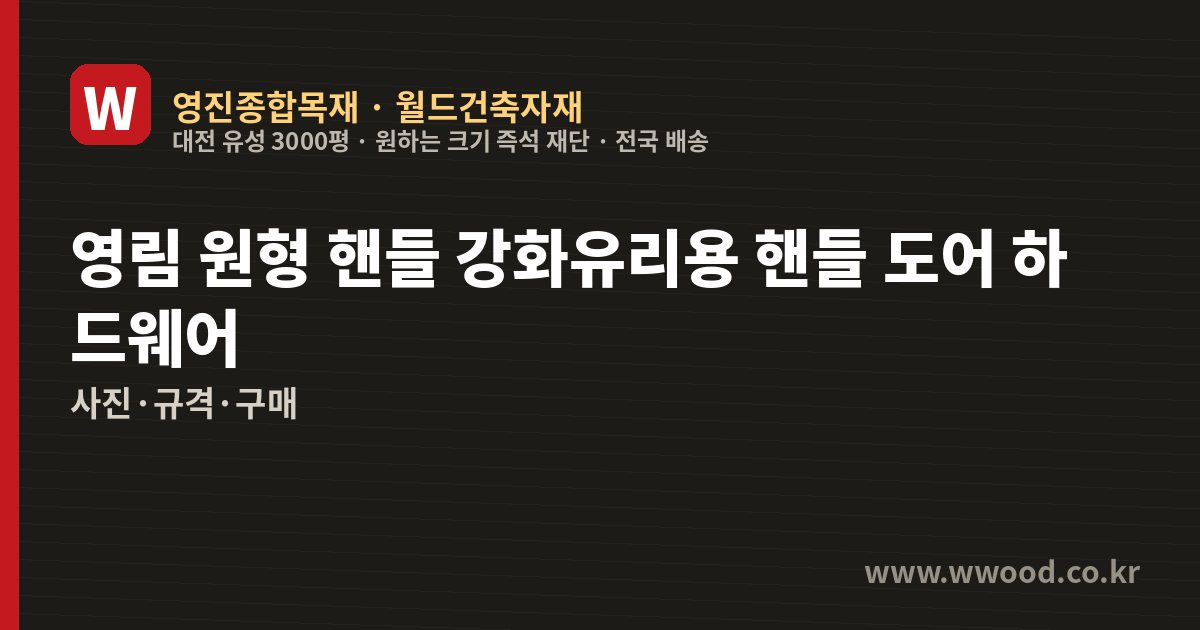 W
영진종합목재 · 월드건축자재
대전 유성 3000평 · 원하는 크기 즉석 재단 · 전국 배송
영림 원형 핸들 강화유리용 핸들 도어 하
드웨어
사진·규격·구매
www.wwood.co.kr